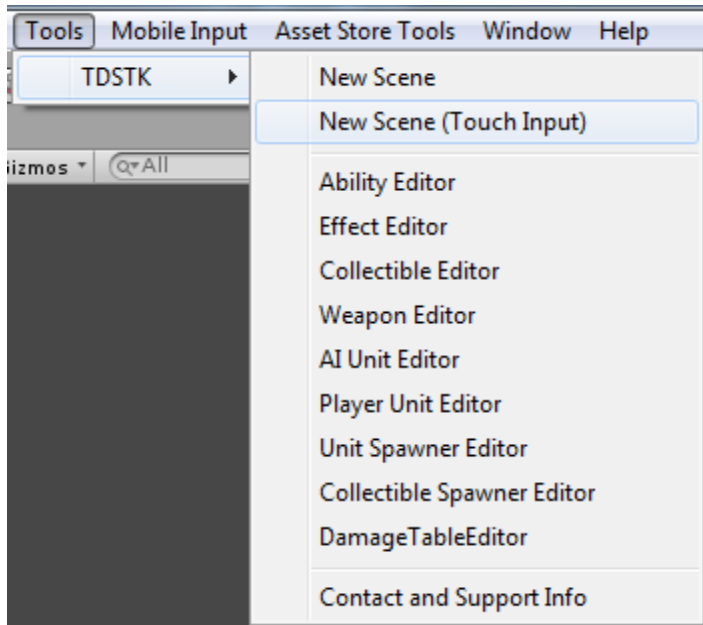 Tools Mobile Input Asset Store Tools Window Help
TDSTK
New Scene
New Scene (Touch Input)
All
Ability Editor
Effect Editor
Collectible Editor
Weapon Editor
AI Unit Editor
Player Unit Editor
Unit Spawner Editor
Collectible Spawner Editor
DamageTableEditor
Contact and Support Info